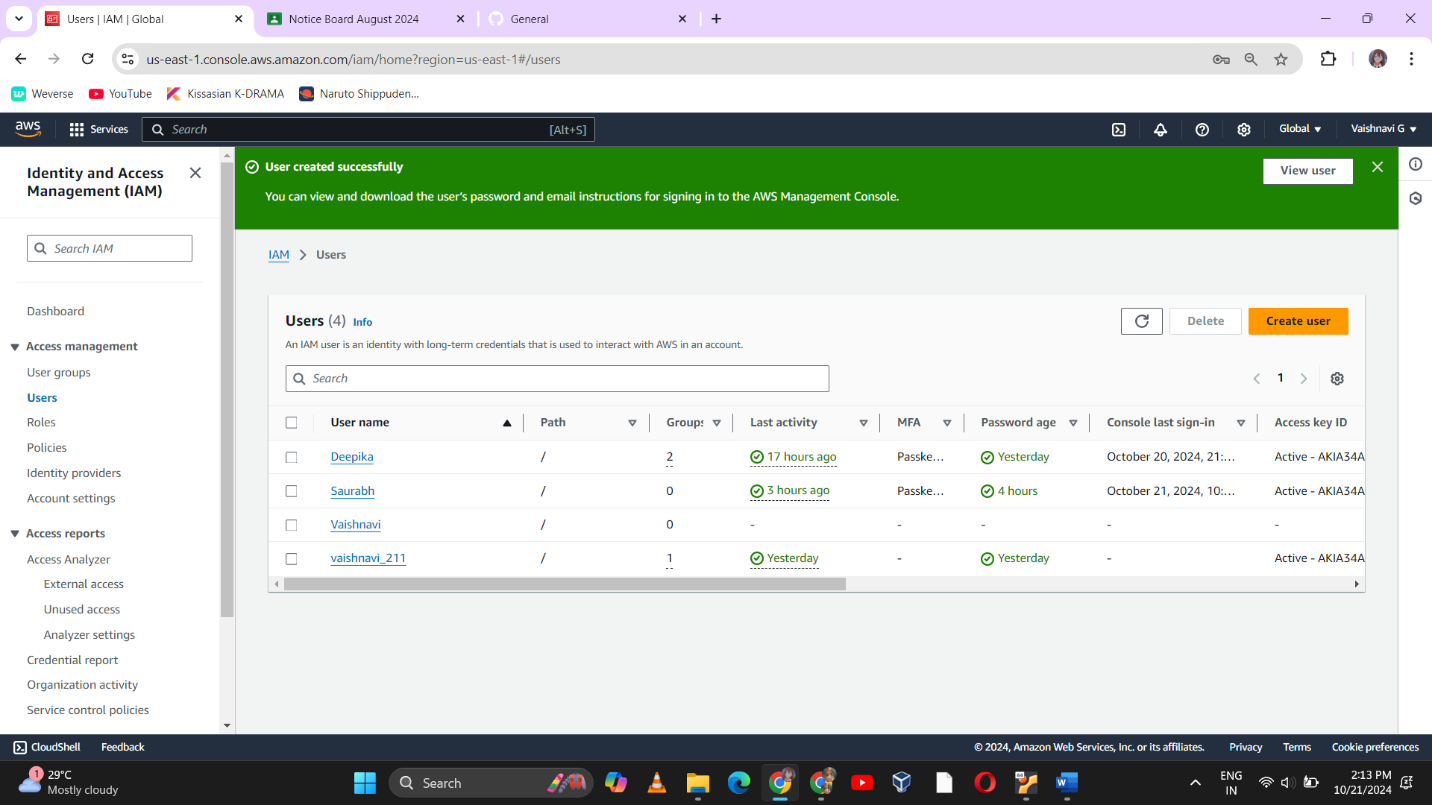 Users | IAM | Global
Notice Board August 2024
General
us-east-1.console.aws.amazon.com/iam/home?region=us-east-1#/users
Weverse
YouTube
Kissasian K-DRAMA
Naruto Shippuden...
aws
Services
Search
[Alt+S]
Global
Vaishnavi G
Identity and Access
Management (IAM)
Search IAM
Dashboard
Access management
User groups
Users
Roles
Policies
Identity providers
Account settings
Access reports
Access Analyzer
External access
Unused access
Analyzer settings
Credential report
Organization activity
Service control policies
User created successfully
You can view and download the user's password and email instructions for signing in to the AWS Management Console.
View user
IAM > Users
Users (4) Info
An IAM user is an identity with long-term credentials that is used to interact with AWS in an account.
Delete
Create user
Search
1
User name Path Groups Last activity MFA Password age Console last sign-in Access key ID
Deepika / 2 17 hours ago Passke... Yesterday October 20, 2024, 21:... Active - AKIA34A
Saurabh / 0 3 hours ago Passke... 4 hours October 21, 2024, 10:... Active - AKIA34A
Vaishnavi / 0 - - - - -
vaishnavi_211 / 1 Yesterday - Yesterday Active - AKIA34A
CloudShell
Feedback
© 2024, Amazon Web Services, Inc. or its affiliates.
Privacy
Terms
Cookie preferences
1
29°C
Mostly cloudy
Search
ENG
IN
2:13 PM
10/21/2024